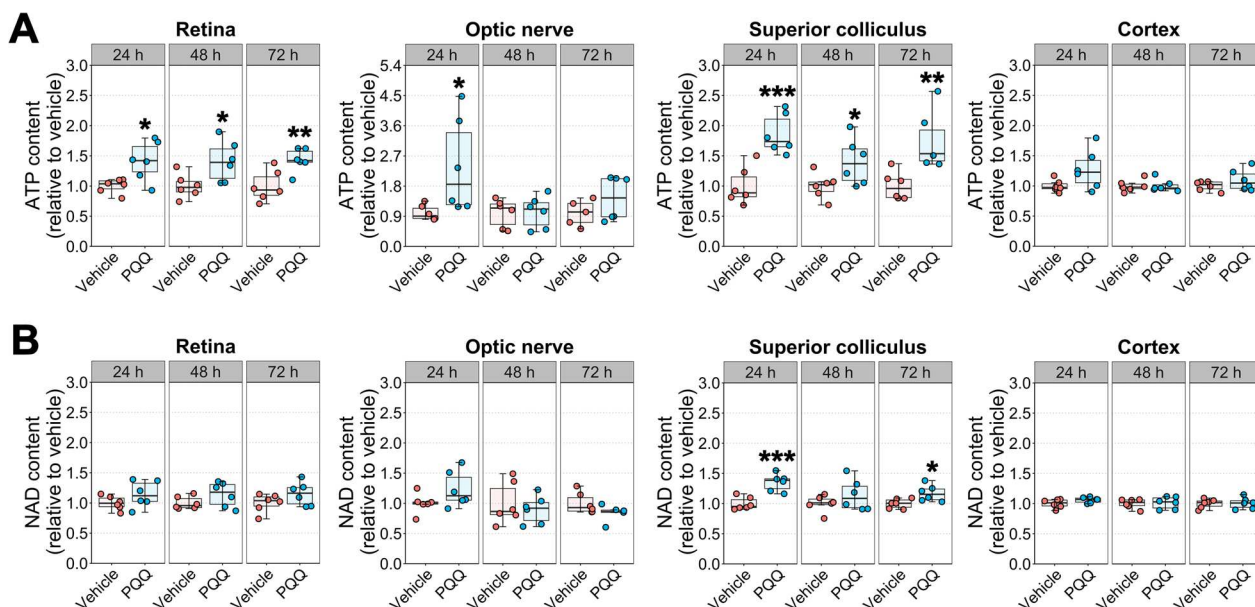 A
Retina
Optic nerve
Superior colliculus
Cortex
24 h 48 h 72 h
24 h 48 h 72 h
24 h 48 h 72 h
24 h 48 h 72 h
ATP content
(relative to vehicle)
3.0
2.5
2.0
1.5
1.0
0.5
0.0
* * **
Vehicle PQQ Vehicle PQQ Vehicle PQQ
ATP content
(relative to vehicle)
5.4
4.5
3.6
2.7
1.8
0.9
0.0
*
Vehicle PQQ Vehicle PQQ Vehicle PQQ
ATP content
(relative to vehicle)
3.0
2.5
2.0
1.5
1.0
0.5
0.0
*** * **
Vehicle PQQ Vehicle PQQ Vehicle PQQ
ATP content
(relative to vehicle)
3.0
2.5
2.0
1.5
1.0
0.5
0.0
Vehicle PQQ Vehicle PQQ Vehicle PQQ
B
Retina
Optic nerve
Superior colliculus
Cortex
24 h 48 h 72 h
24 h 48 h 72 h
24 h 48 h 72 h
24 h 48 h 72 h
NAD content
(relative to vehicle)
3.0
2.5
2.0
1.5
1.0
0.5
0.0
Vehicle PQQ Vehicle PQQ Vehicle PQQ
NAD content
(relative to vehicle)
3.0
2.5
2.0
1.5
1.0
0.5
0.0
Vehicle PQQ Vehicle PQQ Vehicle PQQ
NAD content
(relative to vehicle)
3.0
2.5
2.0
1.5
1.0
0.5
0.0
*** *
Vehicle PQQ Vehicle PQQ Vehicle PQQ
NAD content
(relative to vehicle)
3.0
2.5
2.0
1.5
1.0
0.5
0.0
Vehicle PQQ Vehicle PQQ Vehicle PQQ